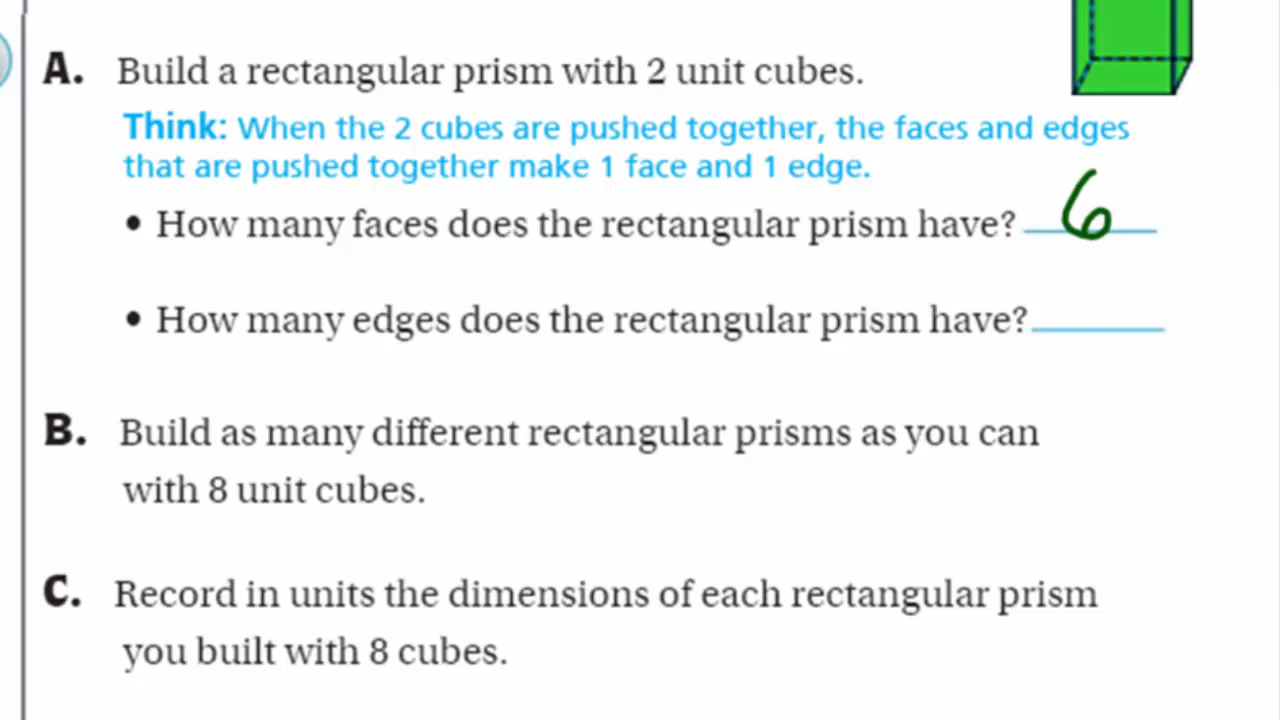 A. Build a rectangular prism with 2 unit cubes.
Think: When the 2 cubes are pushed together, the faces and edges
that are pushed together make 1 face and 1 edge.
• How many faces does the rectangular prism have? 6
• How many edges does the rectangular prism have?
B. Build as many different rectangular prisms as you can
with 8 unit cubes.
C. Record in units the dimensions of each rectangular prism
you built with 8 cubes.